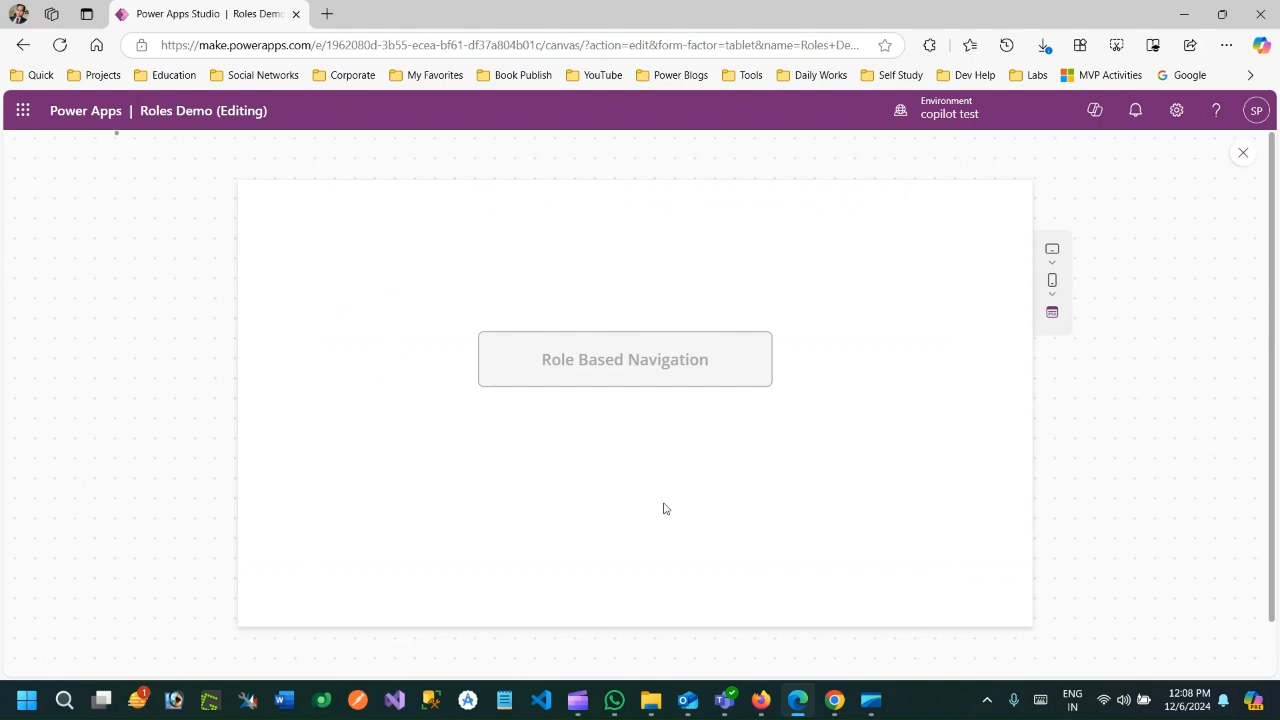 Power Apps Studio | Roles Demo
https://make.powerapps.com/e/1962080d-3b55-ecea-bf61-df37a804b01c/canvas/?action=edit&form-factor=tablet&name=Roles+De...
Quick Projects Education Social Networks Corporate My Favorites Book Publish YouTube Power Blogs Tools Daily Works Self Study Dev Help Labs MVP Activities Google
Power Apps | Roles Demo (Editing)
Environment
copilot test
SP
Role Based Navigation
1
ENG
IN
12:08 PM
12/6/2024